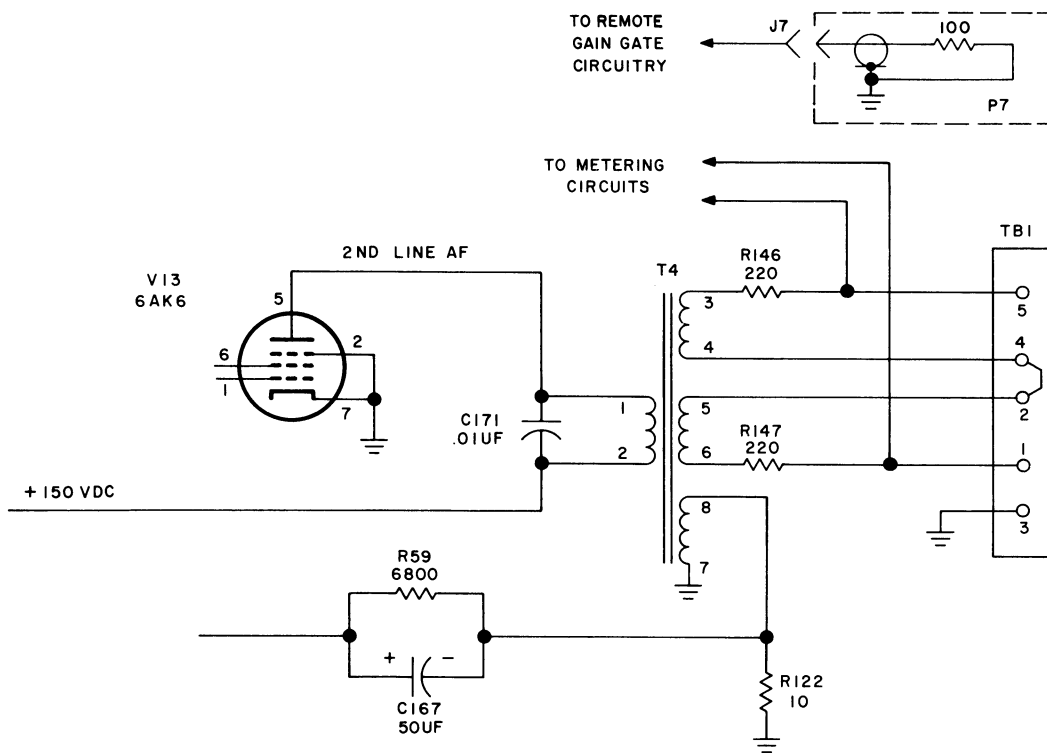 TO REMOTE
GAIN GATE
CIRCUITRY
J7
100
P7
TO METERING
CIRCUITS
TB1
2ND LINE AF
V13
6AK6
5
6
1
2
7
T4
R146
220
3
4
5
4
2
1
3
C171
.01UF
1
2
5
6
R147
220
+150 VDC
8
7
R59
6800
+
−
C167
50UF
R122
10